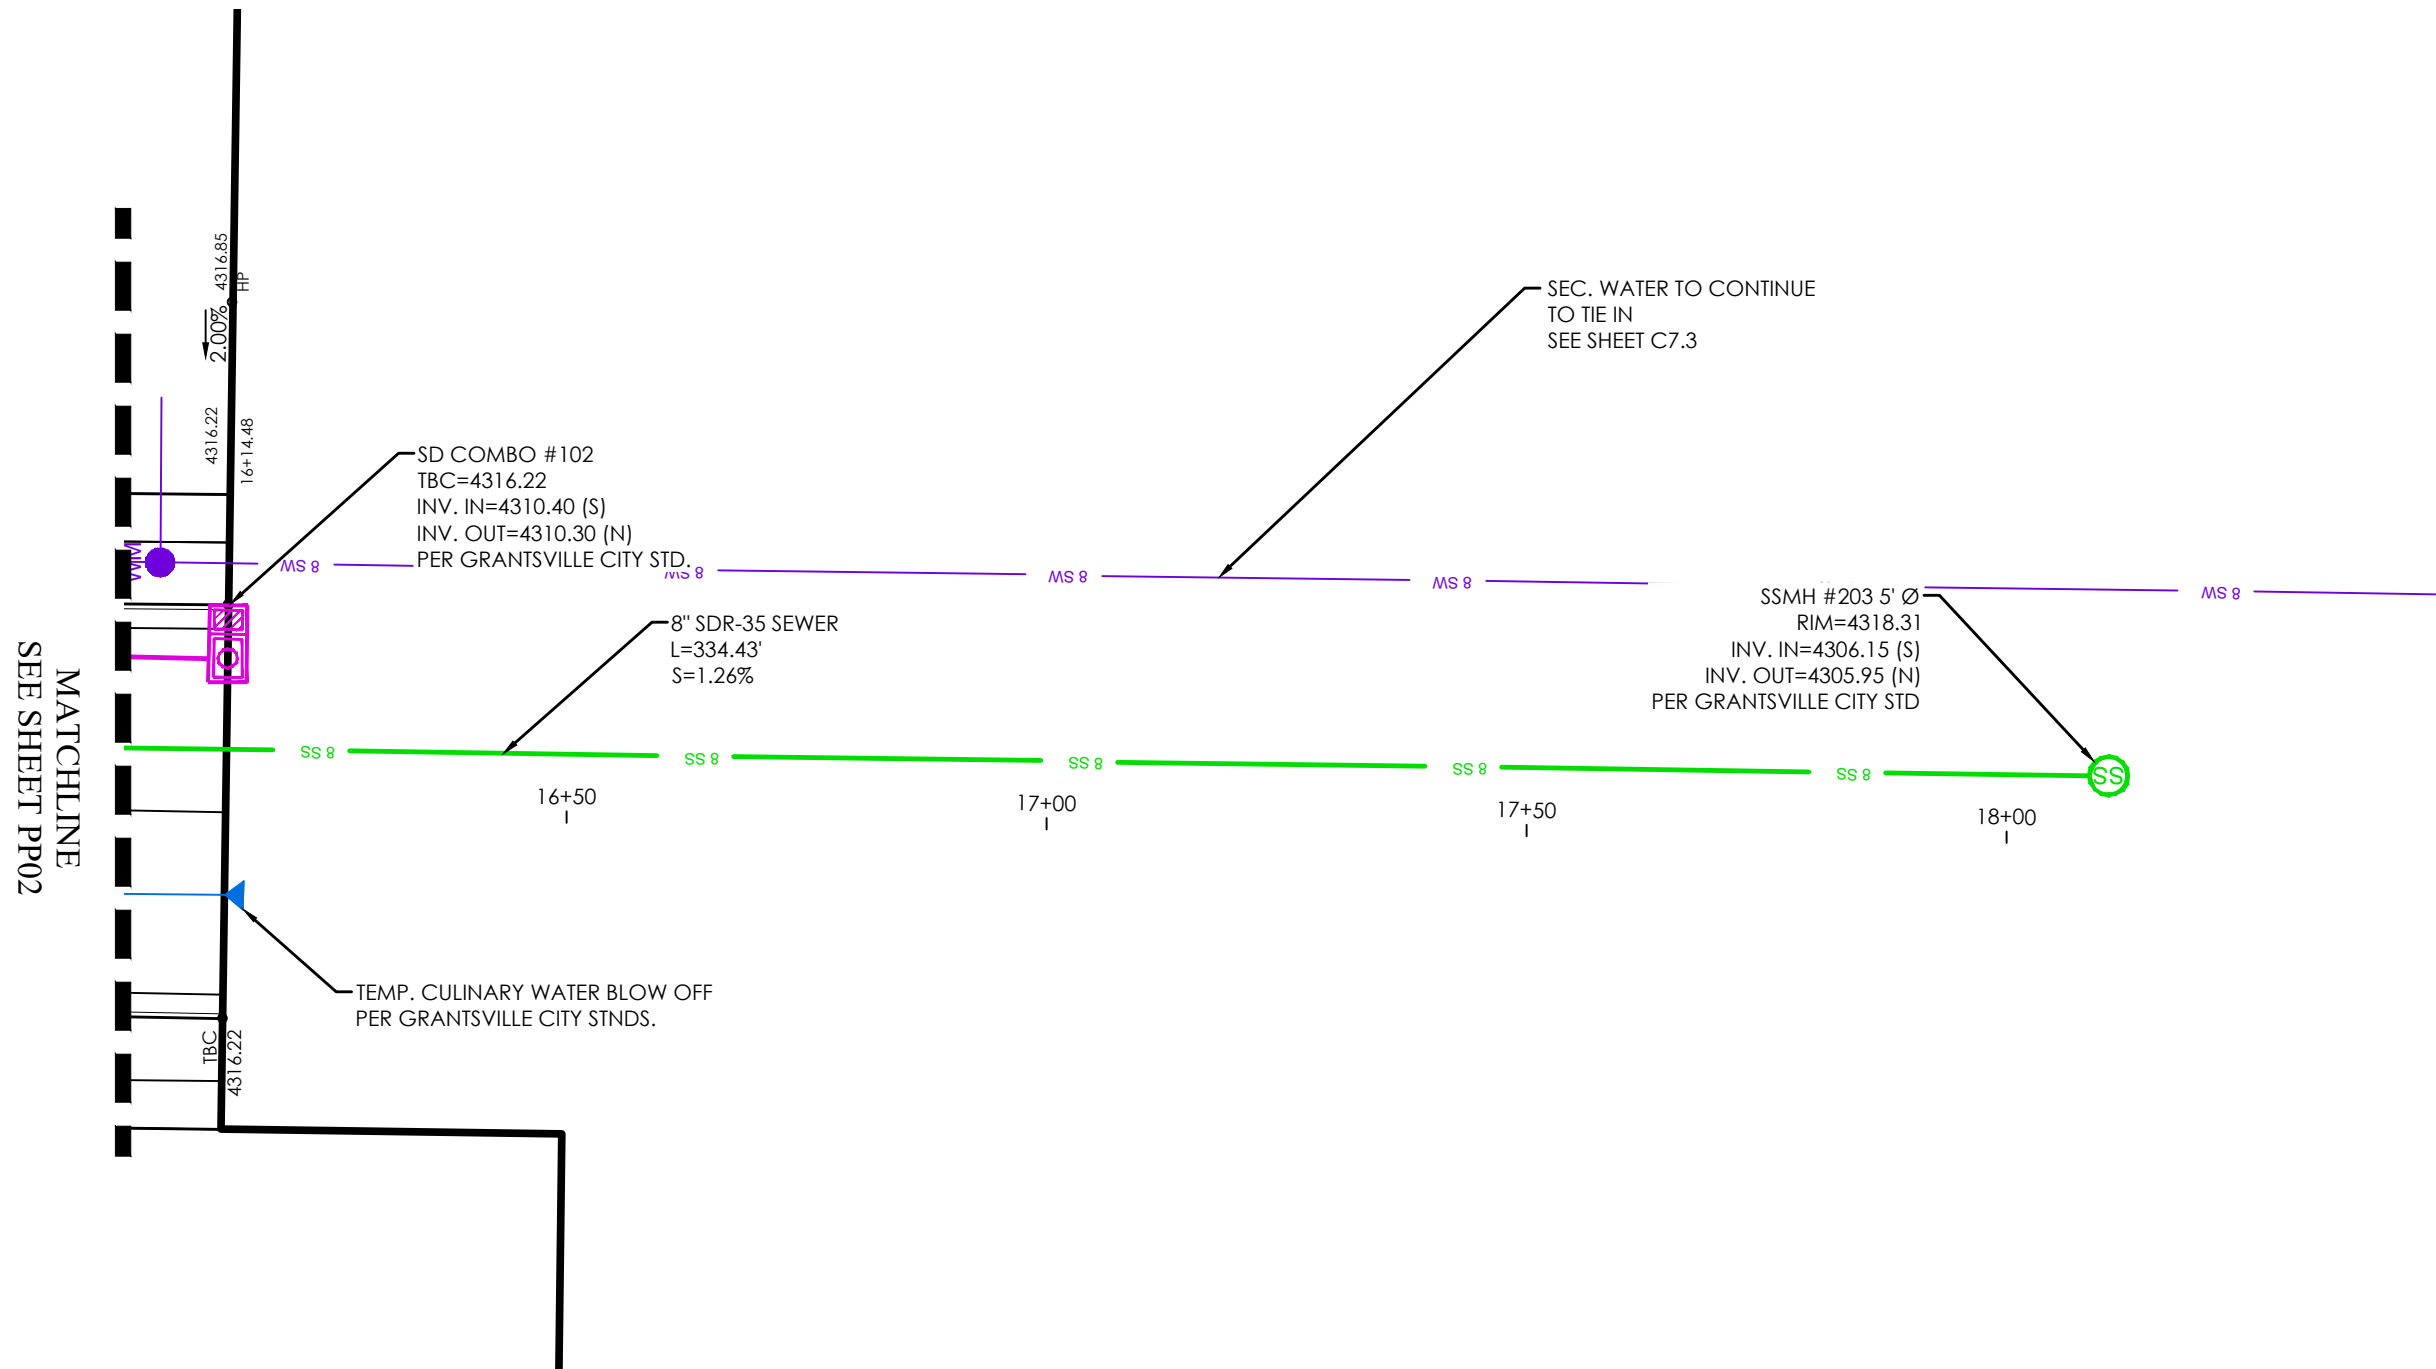 4316.85
HP
2.00%
4316.22
16+14.48
SD COMBO #102
TBC=4316.22
INV. IN=4310.40 (S)
INV. OUT=4310.30 (N)
PER GRANTSVILLE CITY STD.
SEC. WATER TO CONTINUE
TO TIE IN
SEE SHEET C7.3
8 SW
8 SW
8 SW
8 SW
8 SW
8" SDR-35 SEWER
L=334.43'
S=1.26%
SSMH #203 5' Ø
RIM=4318.31
INV. IN=4306.15 (S)
INV. OUT=4305.95 (N)
PER GRANTSVILLE CITY STD
MATCHLINE
SEE SHEET PP02
8 SS
8 SS
8 SS
8 SS
8 SS
SS
16+50
17+00
17+50
18+00
TEMP. CULINARY WATER BLOW OFF
PER GRANTSVILLE CITY STNDS.
TBC
4316.22